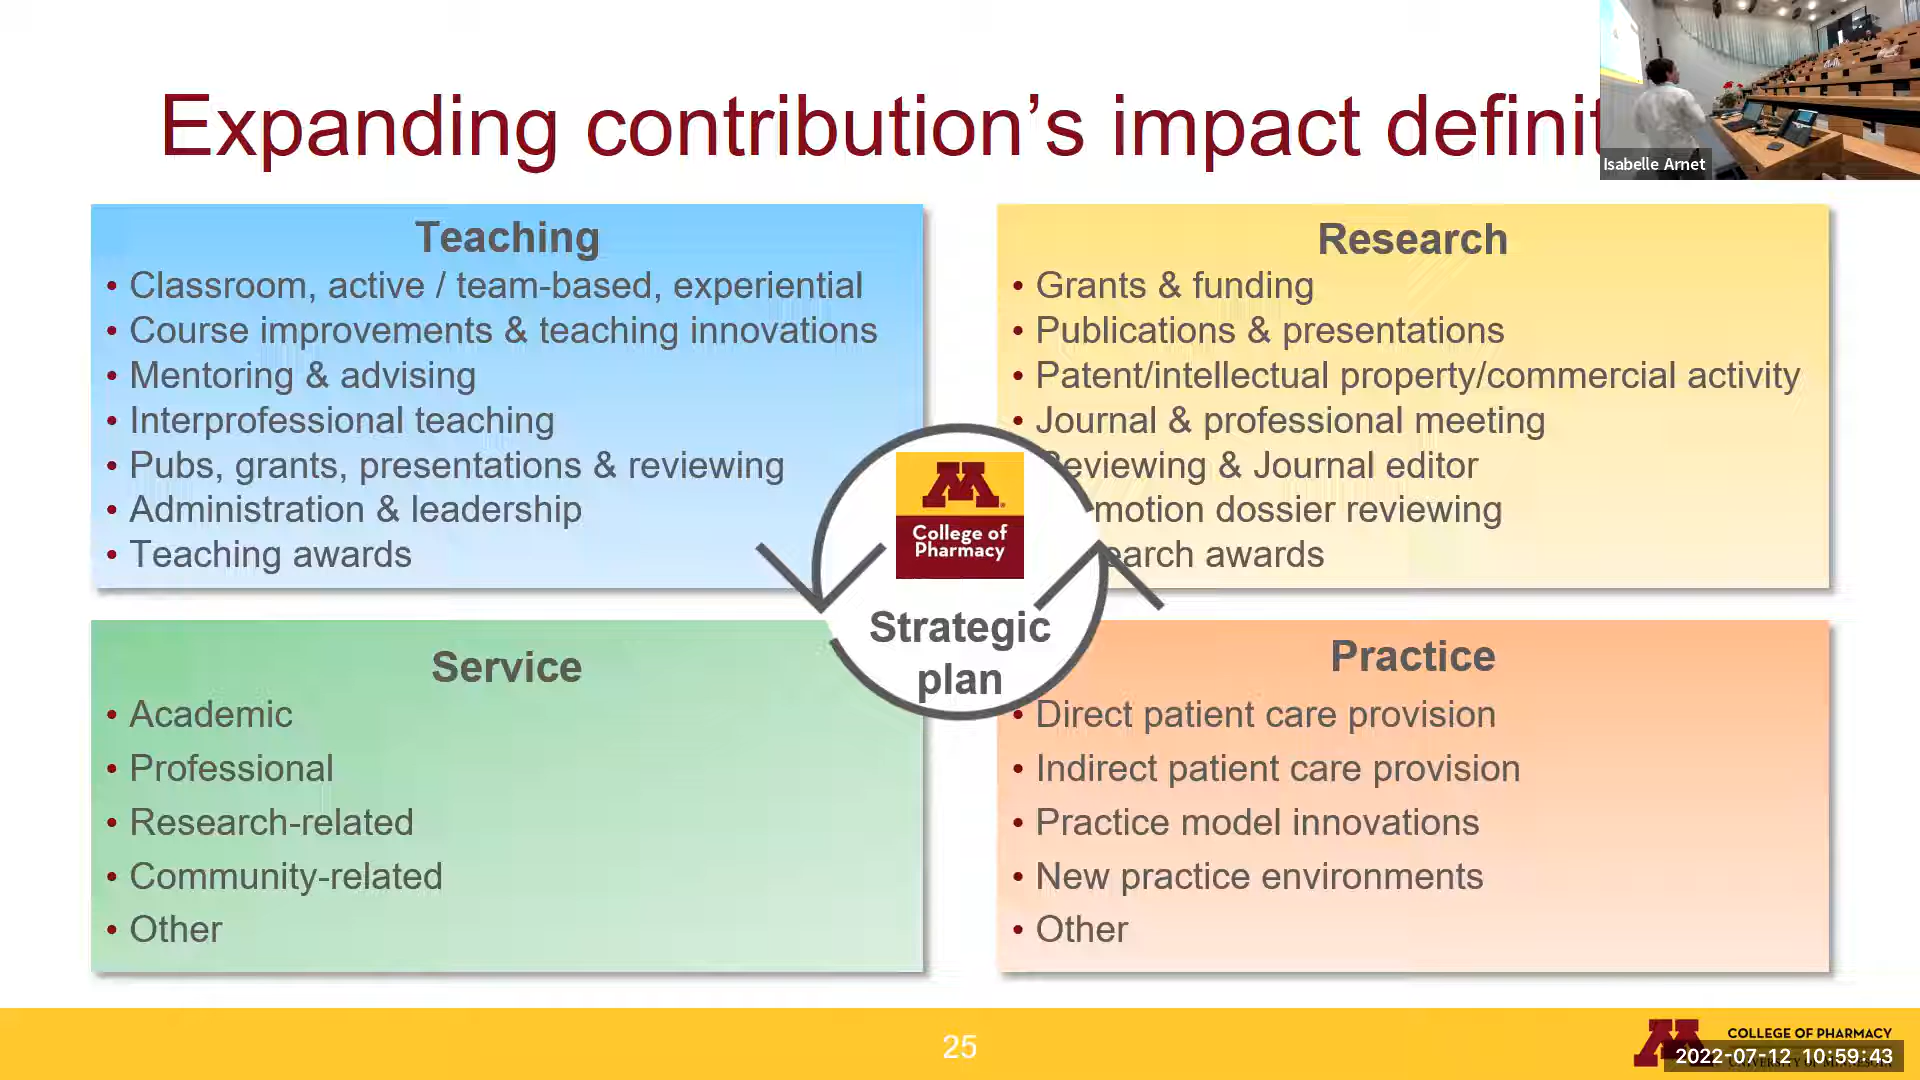 Expanding contribution's impact definit
Isabelle Arnet
Teaching
• Classroom, active / team-based, experiential
• Course improvements & teaching innovations
• Mentoring & advising
• Interprofessional teaching
• Pubs, grants, presentations & reviewing
• Administration & leadership
• Teaching awards
Research
• Grants & funding
• Publications & presentations
• Patent/intellectual property/commercial activity
• Journal & professional meeting
eviewing & Journal editor
motion dossier reviewing
earch awards
M
College of
Pharmacy
Strategic
plan
Service
• Academic
• Professional
• Research-related
• Community-related
• Other
Practice
• Direct patient care provision
• Indirect patient care provision
• Practice model innovations
• New practice environments
• Other
25
M
COLLEGE OF PHARMACY
2022-07-12 10:59:43